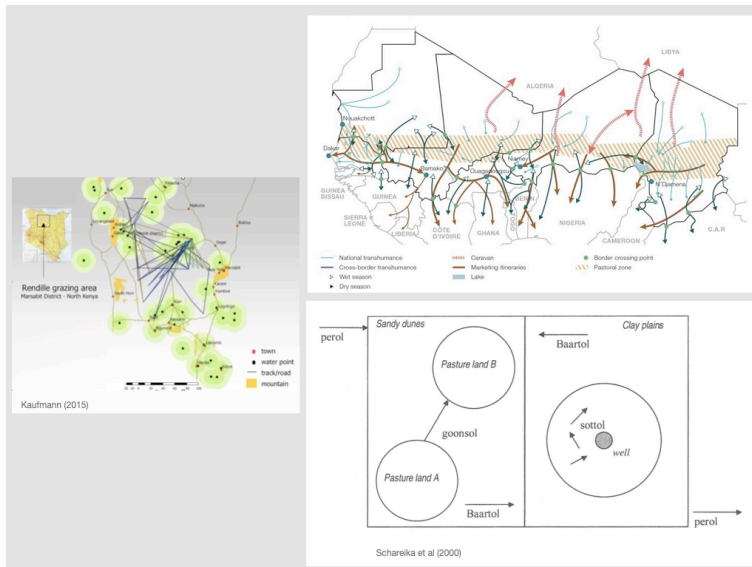 Rendille grazing area
Marsabit District - North Kenya
town
water point
track/road
mountain
Kaufmann (2015)
LIBYA
ALGERIA
Nouakchott
Dakar
Bamako
Ouagadougou
Niamey
N'Djamena
GUINEA
BISSAU
GUINEA
SIERRA
LEONE
LIBERIA
COTE
D'IVOIRE
GHANA
TOGO
BENIN
NIGERIA
CAMEROON
C.A.R
National transhumance
Cross-border transhumance
Wet season
Dry season
Caravan
Marketing itineraries
Lake
Border crossing point
Pastoral zone
perol
Sandy dunes
Pasture land B
goonsol
Pasture land A
Baartol
Clay plains
Baartol
sottol
well
perol
Schareika et al (2000)